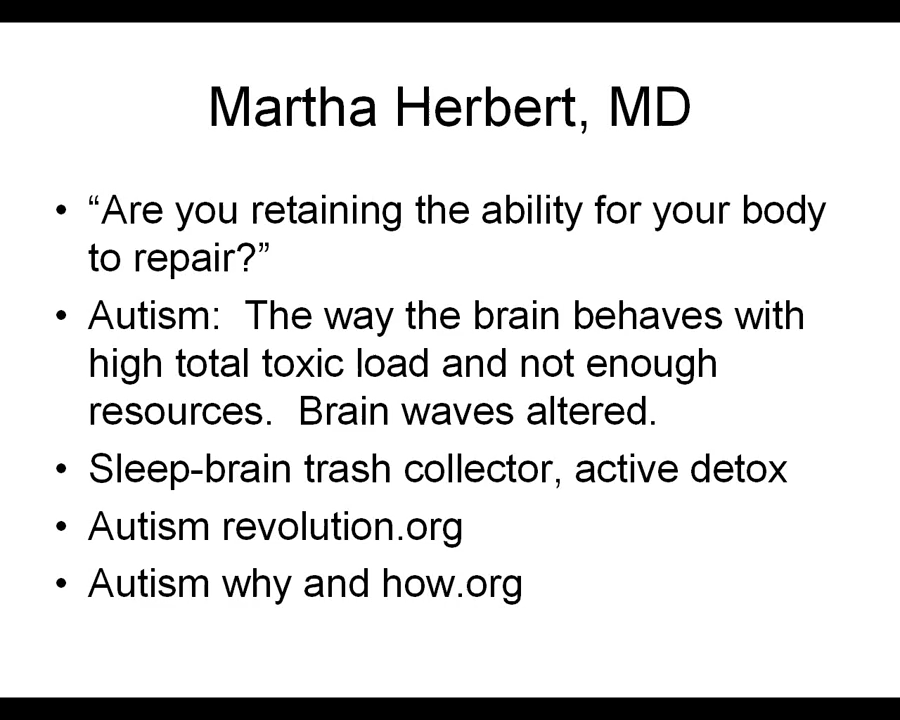 Martha Herbert, MD
• “Are you retaining the ability for your body
to repair?”
• Autism:  The way the brain behaves with
high total toxic load and not enough
resources.  Brain waves altered.
• Sleep-brain trash collector, active detox
• Autism revolution.org
• Autism why and how.org